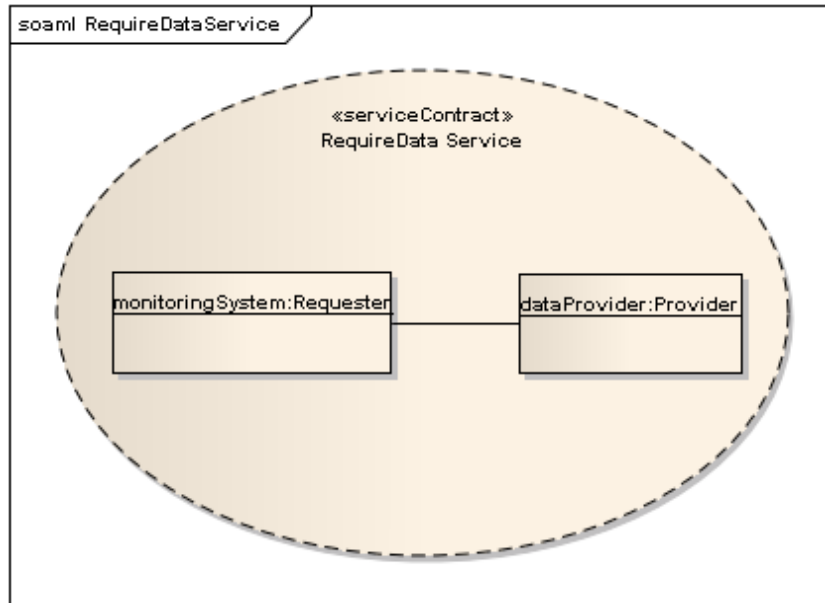 soaml RequireDataService
«serviceContract»
RequireData Service
monitoringSystem:Requester
dataProvider:Provider